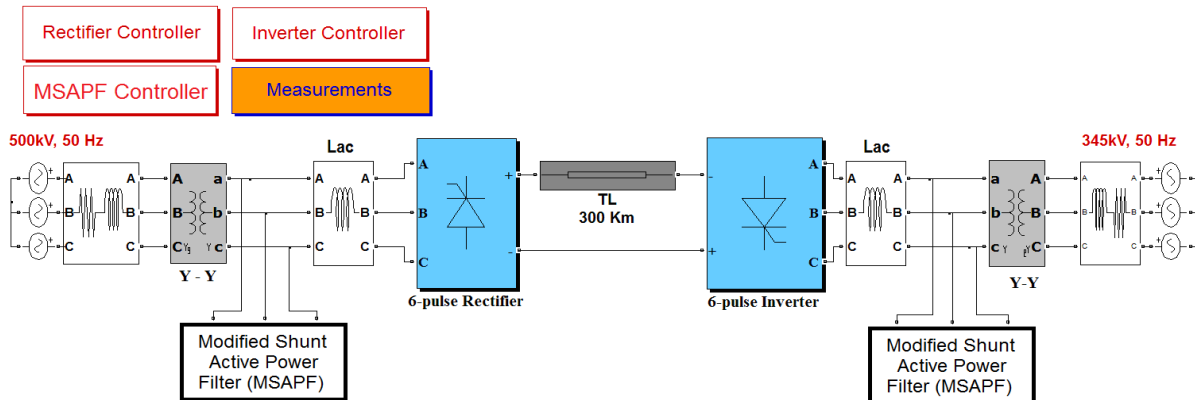 Rectifier Controller
Inverter Controller
MSAPF Controller
Measurements
500kV, 50 Hz
345kV, 50 Hz
Lac
Lac
A A
B B
C C
A a
B b
C c
Yg Y
A A
B B
C C
A
B
C
+
-
TL
300 Km
-
+
A
B
C
A A
B B
C C
a A
b B
c C
Y
A A
B B
C C
Y - Y
Y-Y
6-pulse Rectifier
6-pulse Inverter
Modified Shunt
Active Power
Filter (MSAPF)
Modified Shunt
Active Power
Filter (MSAPF)